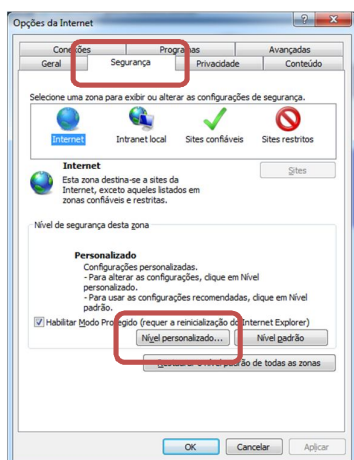 Opções da Internet
Conexões Programas Avançadas
Geral Segurança Privacidade Conteúdo
Selecione uma zona para exibir ou alterar as configurações de segurança.
Internet Intranet local Sites confiáveis Sites restritos
Internet
Sites
Esta zona destina-se a sites da
Internet, exceto aqueles listados em
zonas confiáveis e restritas.
Nível de segurança desta zona
Personalizado
Configurações personalizadas.
- Para alterar as configurações, clique em Nível
personalizado.
- Para usar as configurações recomendadas, clique em Nível
padrão.
Habilitar Modo Protegido (requer a reinicialização do Internet Explorer)
Nível personalizado... Nível padrão
Restaurar o nível padrão de todas as zonas
OK Cancelar Aplicar